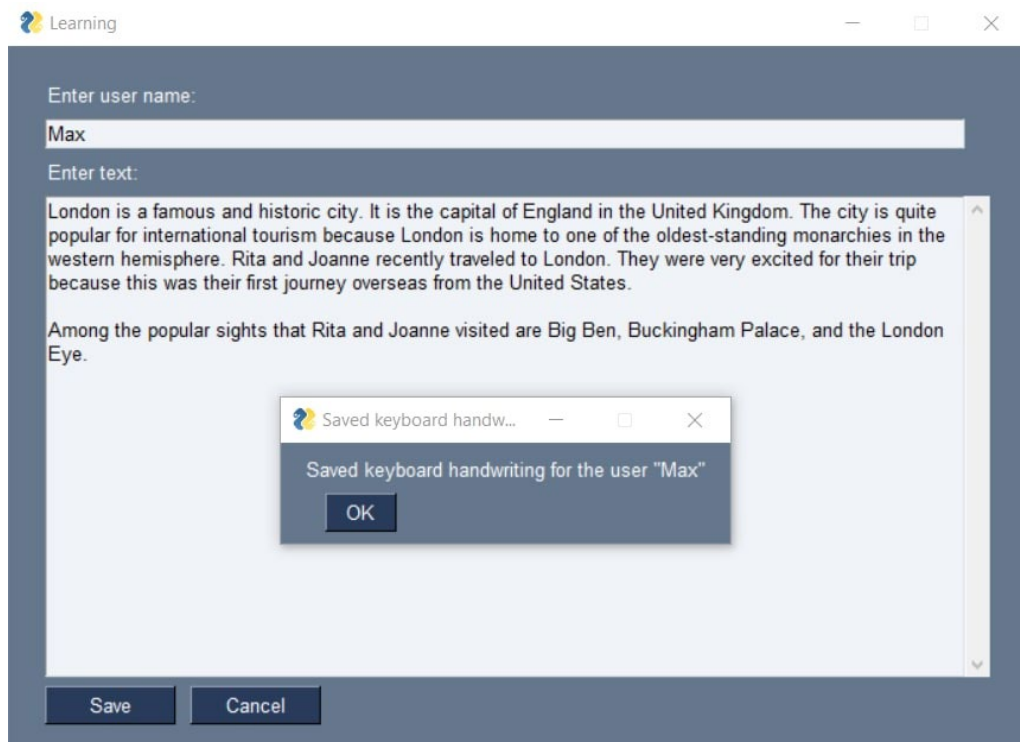 Learning
Enter user name:
Max
Enter text:
London is a famous and historic city. It is the capital of England in the United Kingdom. The city is quite
popular for international tourism because London is home to one of the oldest-standing monarchies in the
western hemisphere. Rita and Joanne recently traveled to London. They were very excited for their trip
because this was their first journey overseas from the United States.
Among the popular sights that Rita and Joanne visited are Big Ben, Buckingham Palace, and the London
Eye.
Saved keyboard handw...
Saved keyboard handwriting for the user "Max"
OK
Save Cancel